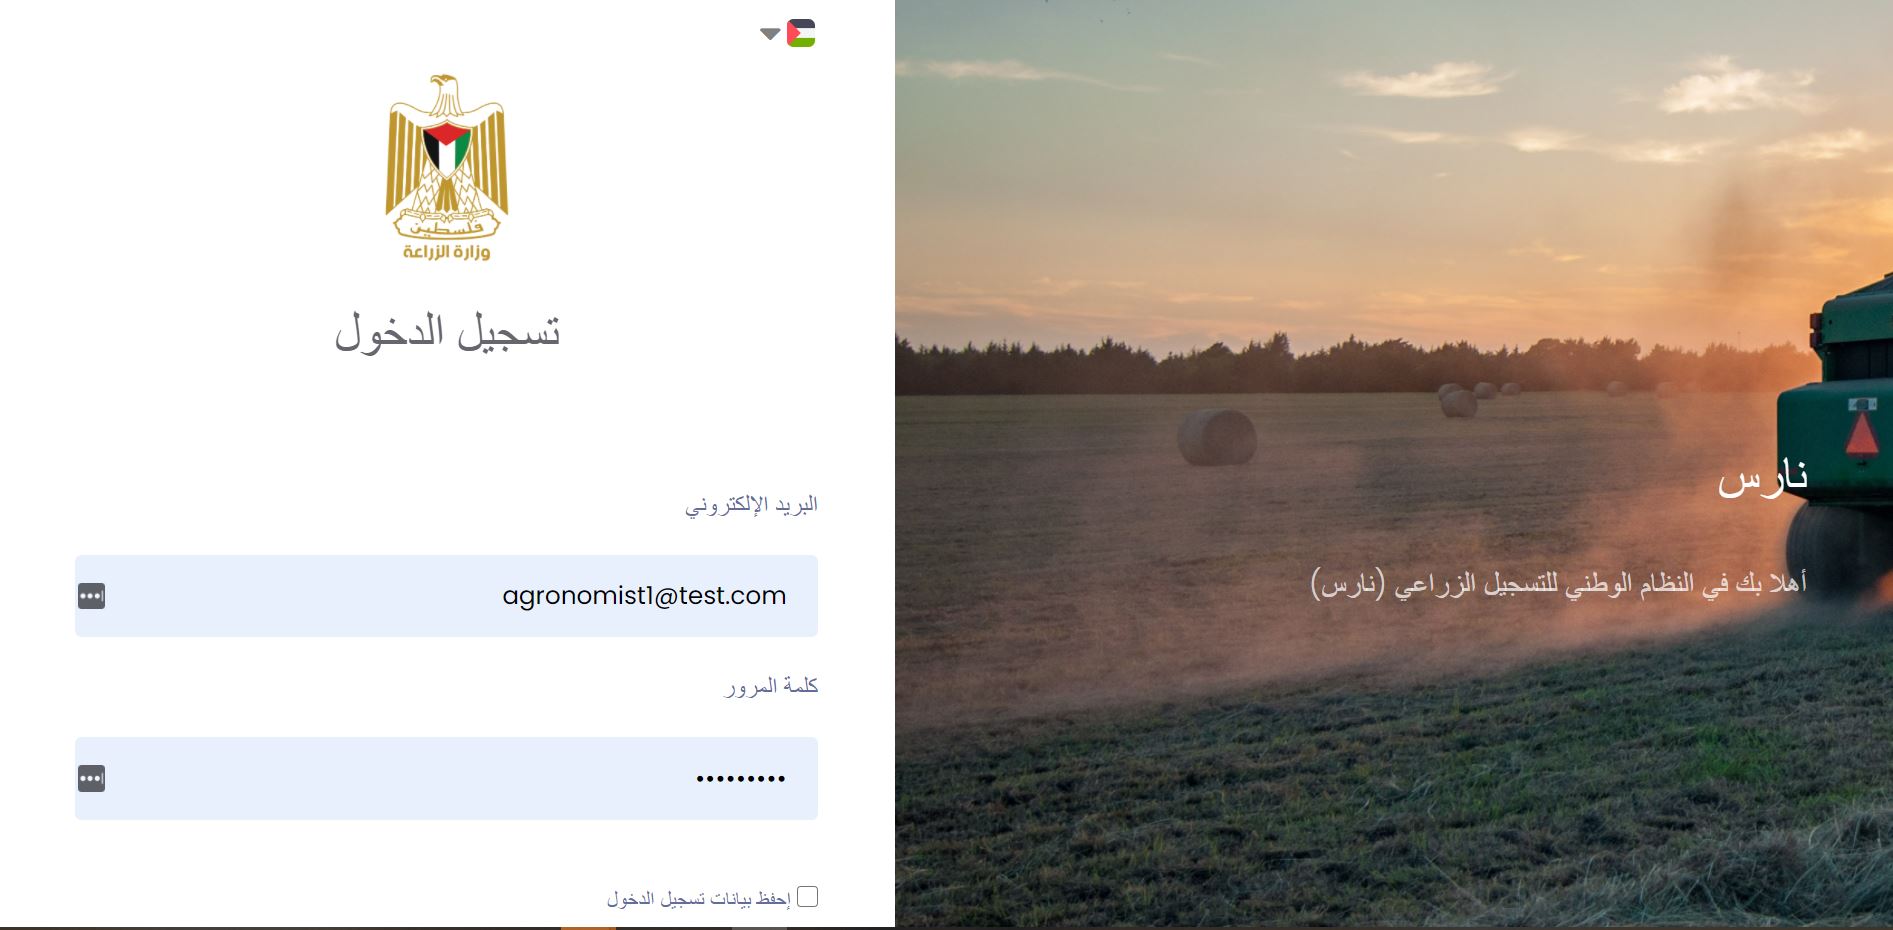 فلسطين
وزارة الزراعة
تسجيل الدخول
البريد الإلكتروني
agronomist1@test.com
كلمة المرور
•••••••••
إحفظ بيانات تسجيل الدخول
نارس
أهلا بك في النظام الوطني للتسجيل الزراعي (نارس)